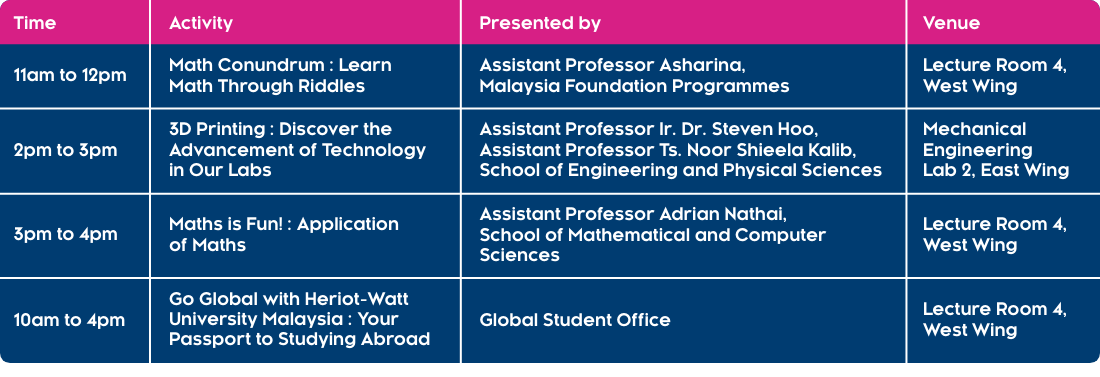 Time
Activity
Presented by
Venue
11am to 12pm
Math Conundrum : Learn
Math Through Riddles
Assistant Professor Asharina,
Malaysia Foundation Programmes
Lecture Room 4,
West Wing
2pm to 3pm
3D Printing : Discover the
Advancement of Technology
in Our Labs
Assistant Professor Ir. Dr. Steven Hoo,
Assistant Professor Ts. Noor Shieela Kalib,
School of Engineering and Physical Sciences
Mechanical
Engineering
Lab 2, East Wing
3pm to 4pm
Maths is Fun! : Application
of Maths
Assistant Professor Adrian Nathai,
School of Mathematical and Computer
Sciences
Lecture Room 4,
West Wing
10am to 4pm
Go Global with Heriot-Watt
University Malaysia : Your
Passport to Studying Abroad
Global Student Office
Lecture Room 4,
West Wing